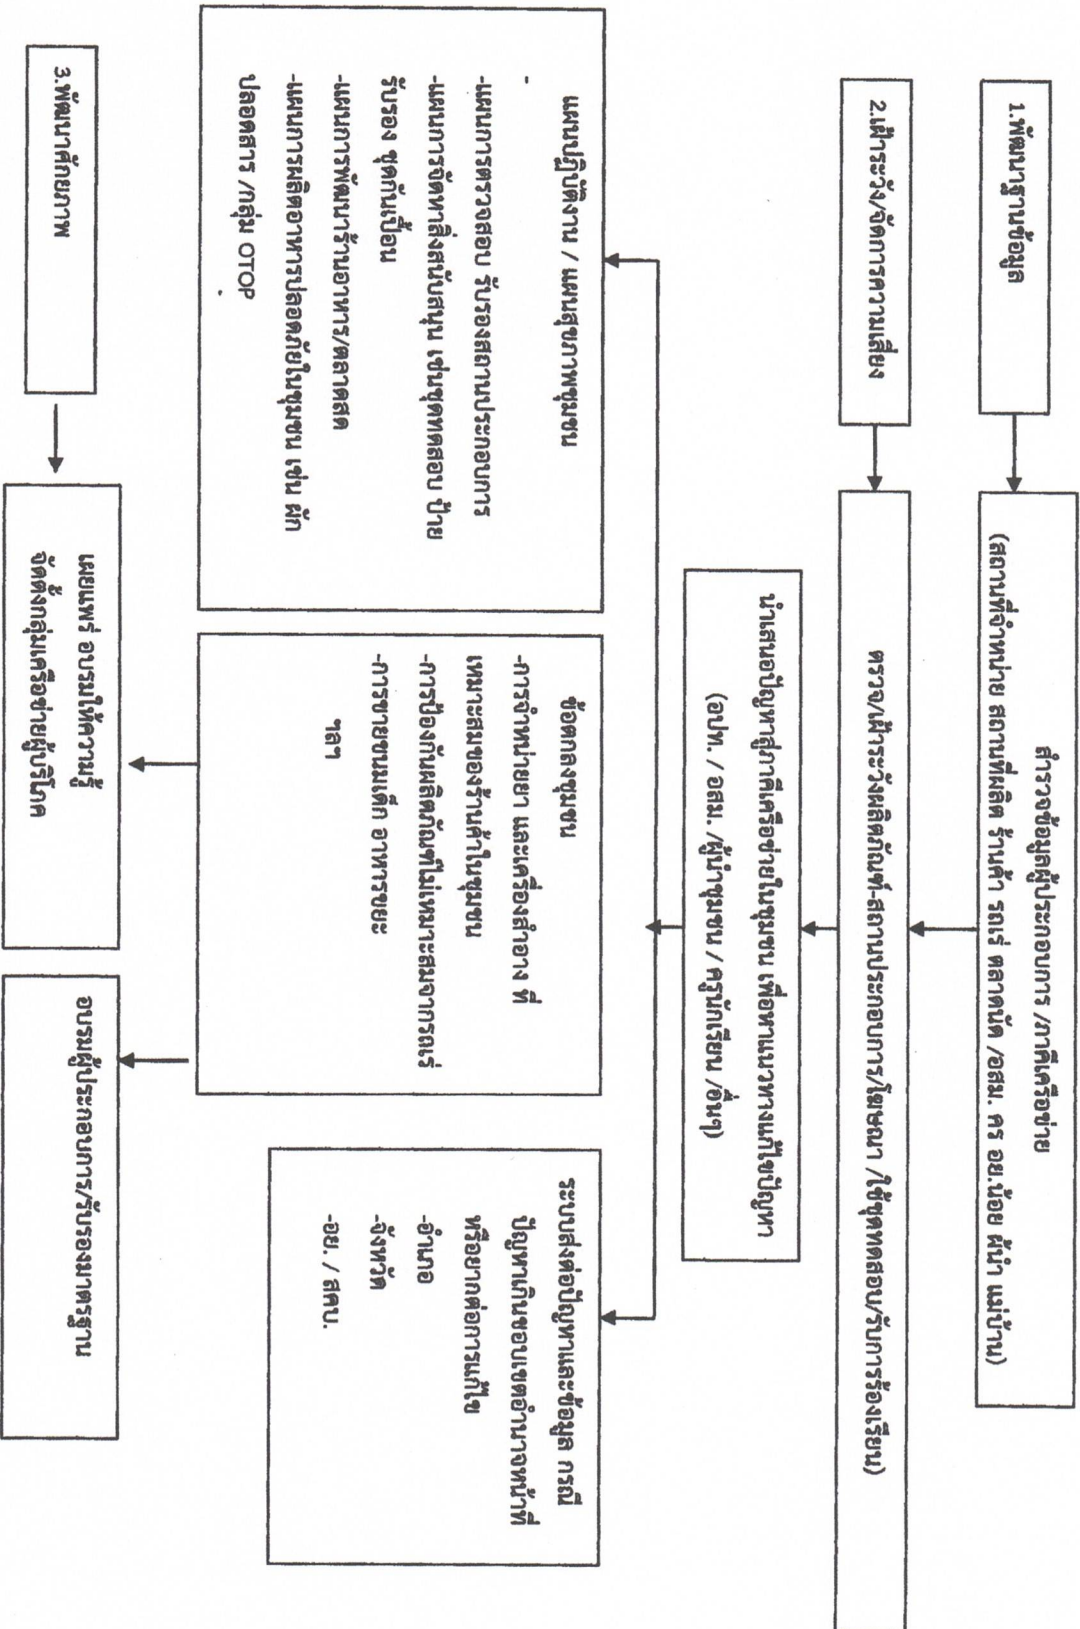 1.พัฒนาฐานข้อมูล
สำรวจข้อมูลผู้ประกอบการ /ภาคีเครือข่าย
(สถานที่จำหน่าย สถานที่ผลิต ร้านค้า รถเร่ ตลาดนัด /อสม. คร อย.น้อย ผู้นำ แม่บ้าน)
2.เฝ้าระวัง/จัดการความเสี่ยง
ตรวจ/เฝ้าระวังผลิตภัณฑ์-สถานประกอบการ/โฆษณา /ใช้ชุดทดสอบ/รับการร้องเรียน)
นำเสนอปัญหาสู่ภาคีเครือข่ายในชุมชน เพื่อหาแนวทางแก้ไขปัญหา
(อปท. / อสม. /ผู้นำชุมชน / ครูนักเรียน /อื่นๆ)
แผนปฏิบัติงาน / แผนสุขภาพชุมชน
-
-แผนการตรวจสอบ รับรองสถานประกอบการ
-แผนการจัดหาสิ่งสนับสนุน เช่นชุดทดสอบ ป้าย
รับรอง ชุดกันเปื้อน
-แผนการพัฒนาร้านอาหาร/ตลาดสด
-แผนการผลิตอาหารปลอดภัยในชุมชน เช่น ผัก
ปลอดสาร /กลุ่ม OTOP
ข้อตกลงชุมชน
-การจำหน่ายยา และเครื่องสำอาง ที่
เหมาะสมของร้านค้าในชุมชน
-การป้องกันผลิตภัณฑ์ไม่เหมาะสมจากรถเร่
-การขายขนมเด็ก อาหารขยะ
ฯลฯ
ระบบส่งต่อปัญหาและข้อมูล กรณี
ปัญหาเกินขอบเขตอำนาจหน้าที่
หรือยากต่อการแก้ไข
-อำเภอ
-จังหวัด
-อย. / สคบ.
3.พัฒนาศักยภาพ
เผยแพร่ อบรมให้ความรู้
จัดตั้งกลุ่มเครือข่ายผู้บริโภค
อบรมผู้ประกอบการ/รับรองมาตรฐาน